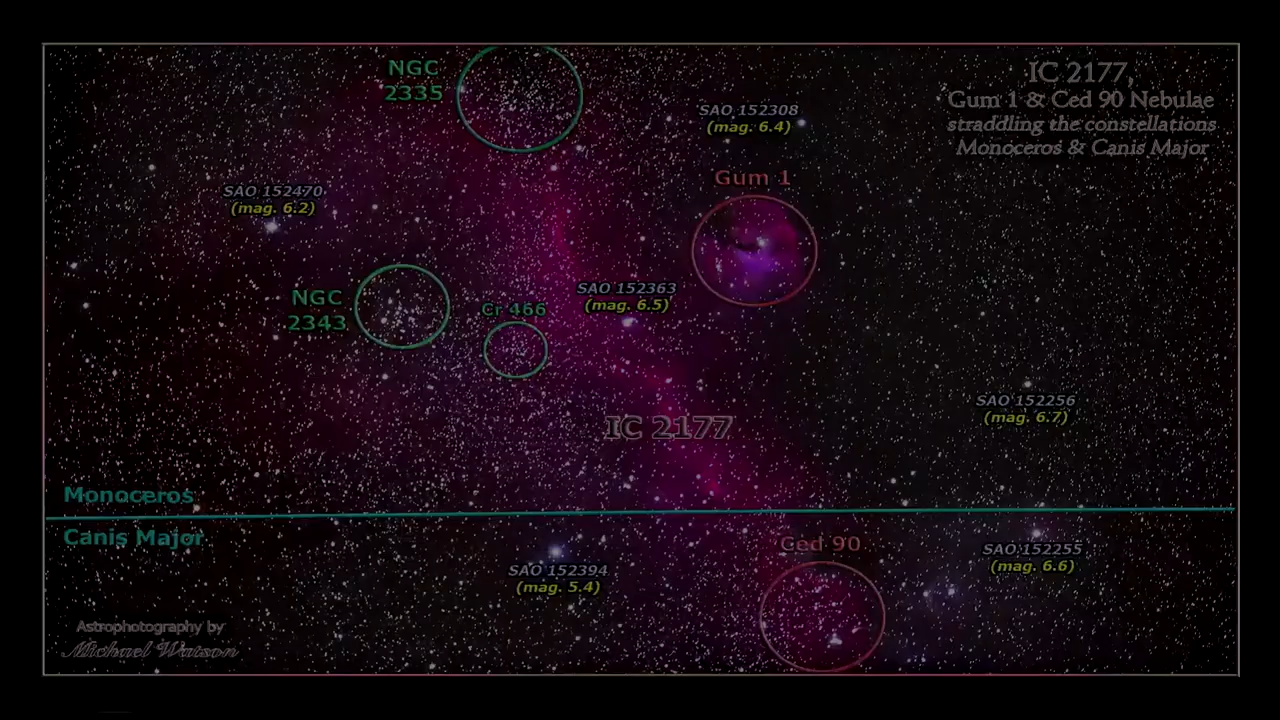 IC 2177,
Gum 1 & Ced 90 Nebulae
straddling the constellations
Monoceros & Canis Major
NGC
2335
SAO 152308
(mag. 6.4)
Gum 1
SAO 152470
(mag. 6.2)
NGC
2343
Cr 466
SAO 152363
(mag. 6.5)
SAO 152256
(mag. 6.7)
IC 2177
Monoceros
Canis Major
Ced 90
SAO 152255
(mag. 6.6)
SAO 152394
(mag. 5.4)
Astrophotography by
Michael Watson